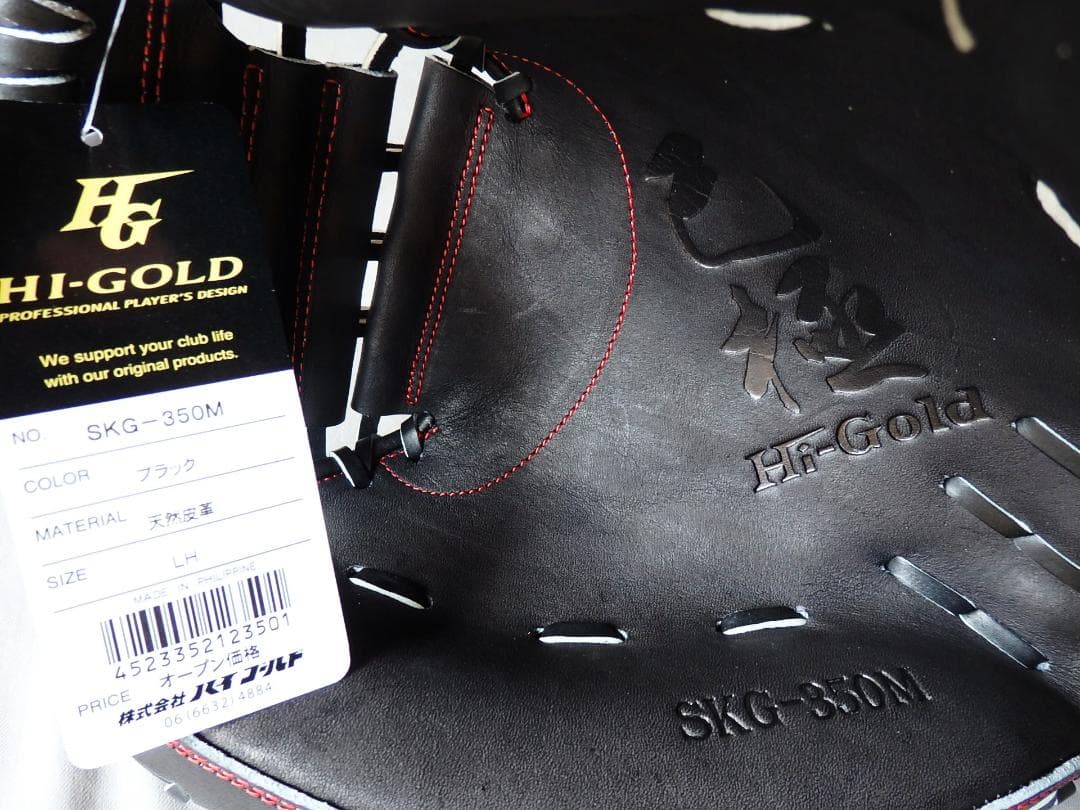 HG
HI-GOLD
PROFESSIONAL PLAYER'S DESIGN
We support your club life
with our original products.
NO. SKG-350M
COLOR ブラック
MATERIAL 天然皮革
SIZE LH
MADE IN PHILIPPINE
4523352123501
PRICE オープン価格
株式会社 ハイゴールド
06(6632)4884
Hi-Gold
SKG-350M